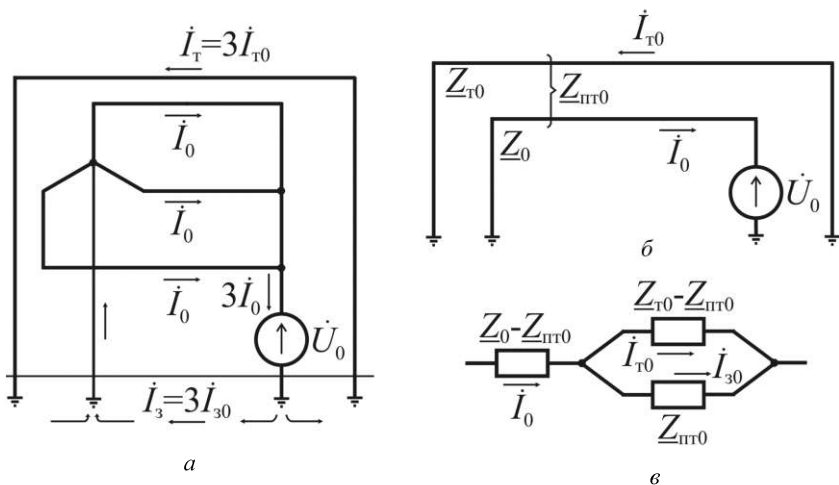 İ_т=3İ_т0
İ_0
İ_0
İ_0
3İ_0
U̇_0
İ_з=3İ_з0
а
İ_т0
Z_т0
Z_пт0
Z_0
İ_0
U̇_0
б
Z_0-Z_пт0
İ_0
Z_т0-Z_пт0
İ_т0
İ_з0
Z_пт0
в